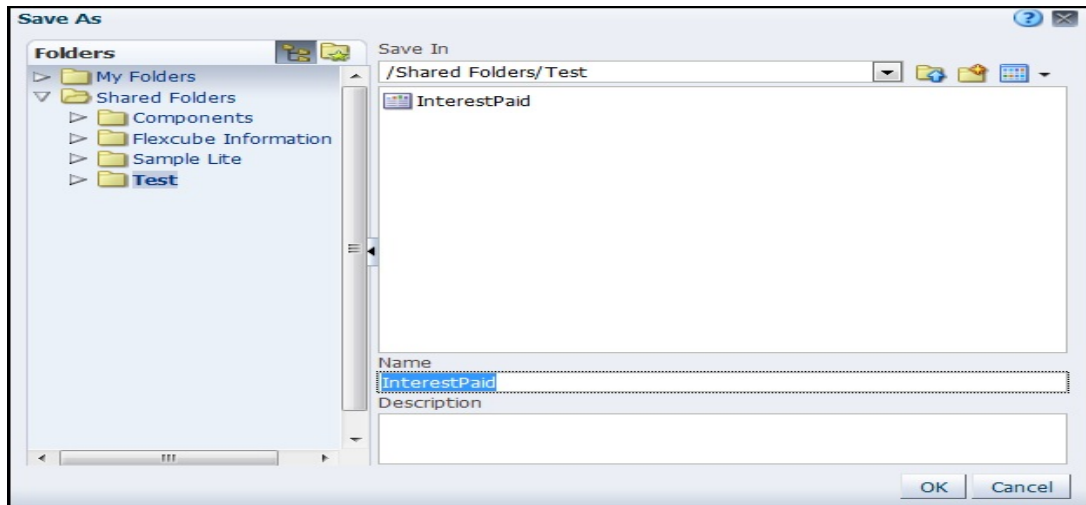 Save As
Folders
My Folders
Shared Folders
Components
Flexcube Information
Sample Lite
Test
Save In
/Shared Folders/Test
InterestPaid
Name
InterestPaid
Description
OK
Cancel